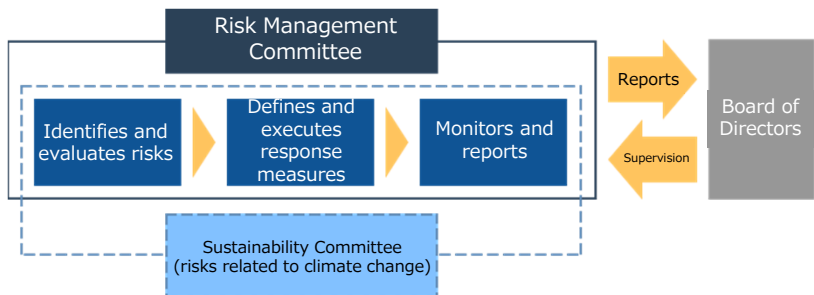 Risk Management
Committee
Identifies and
evaluates risks
Defines and
executes
response
measures
Monitors and
reports
Reports
Supervision
Board of
Directors
Sustainability Committee
(risks related to climate change)